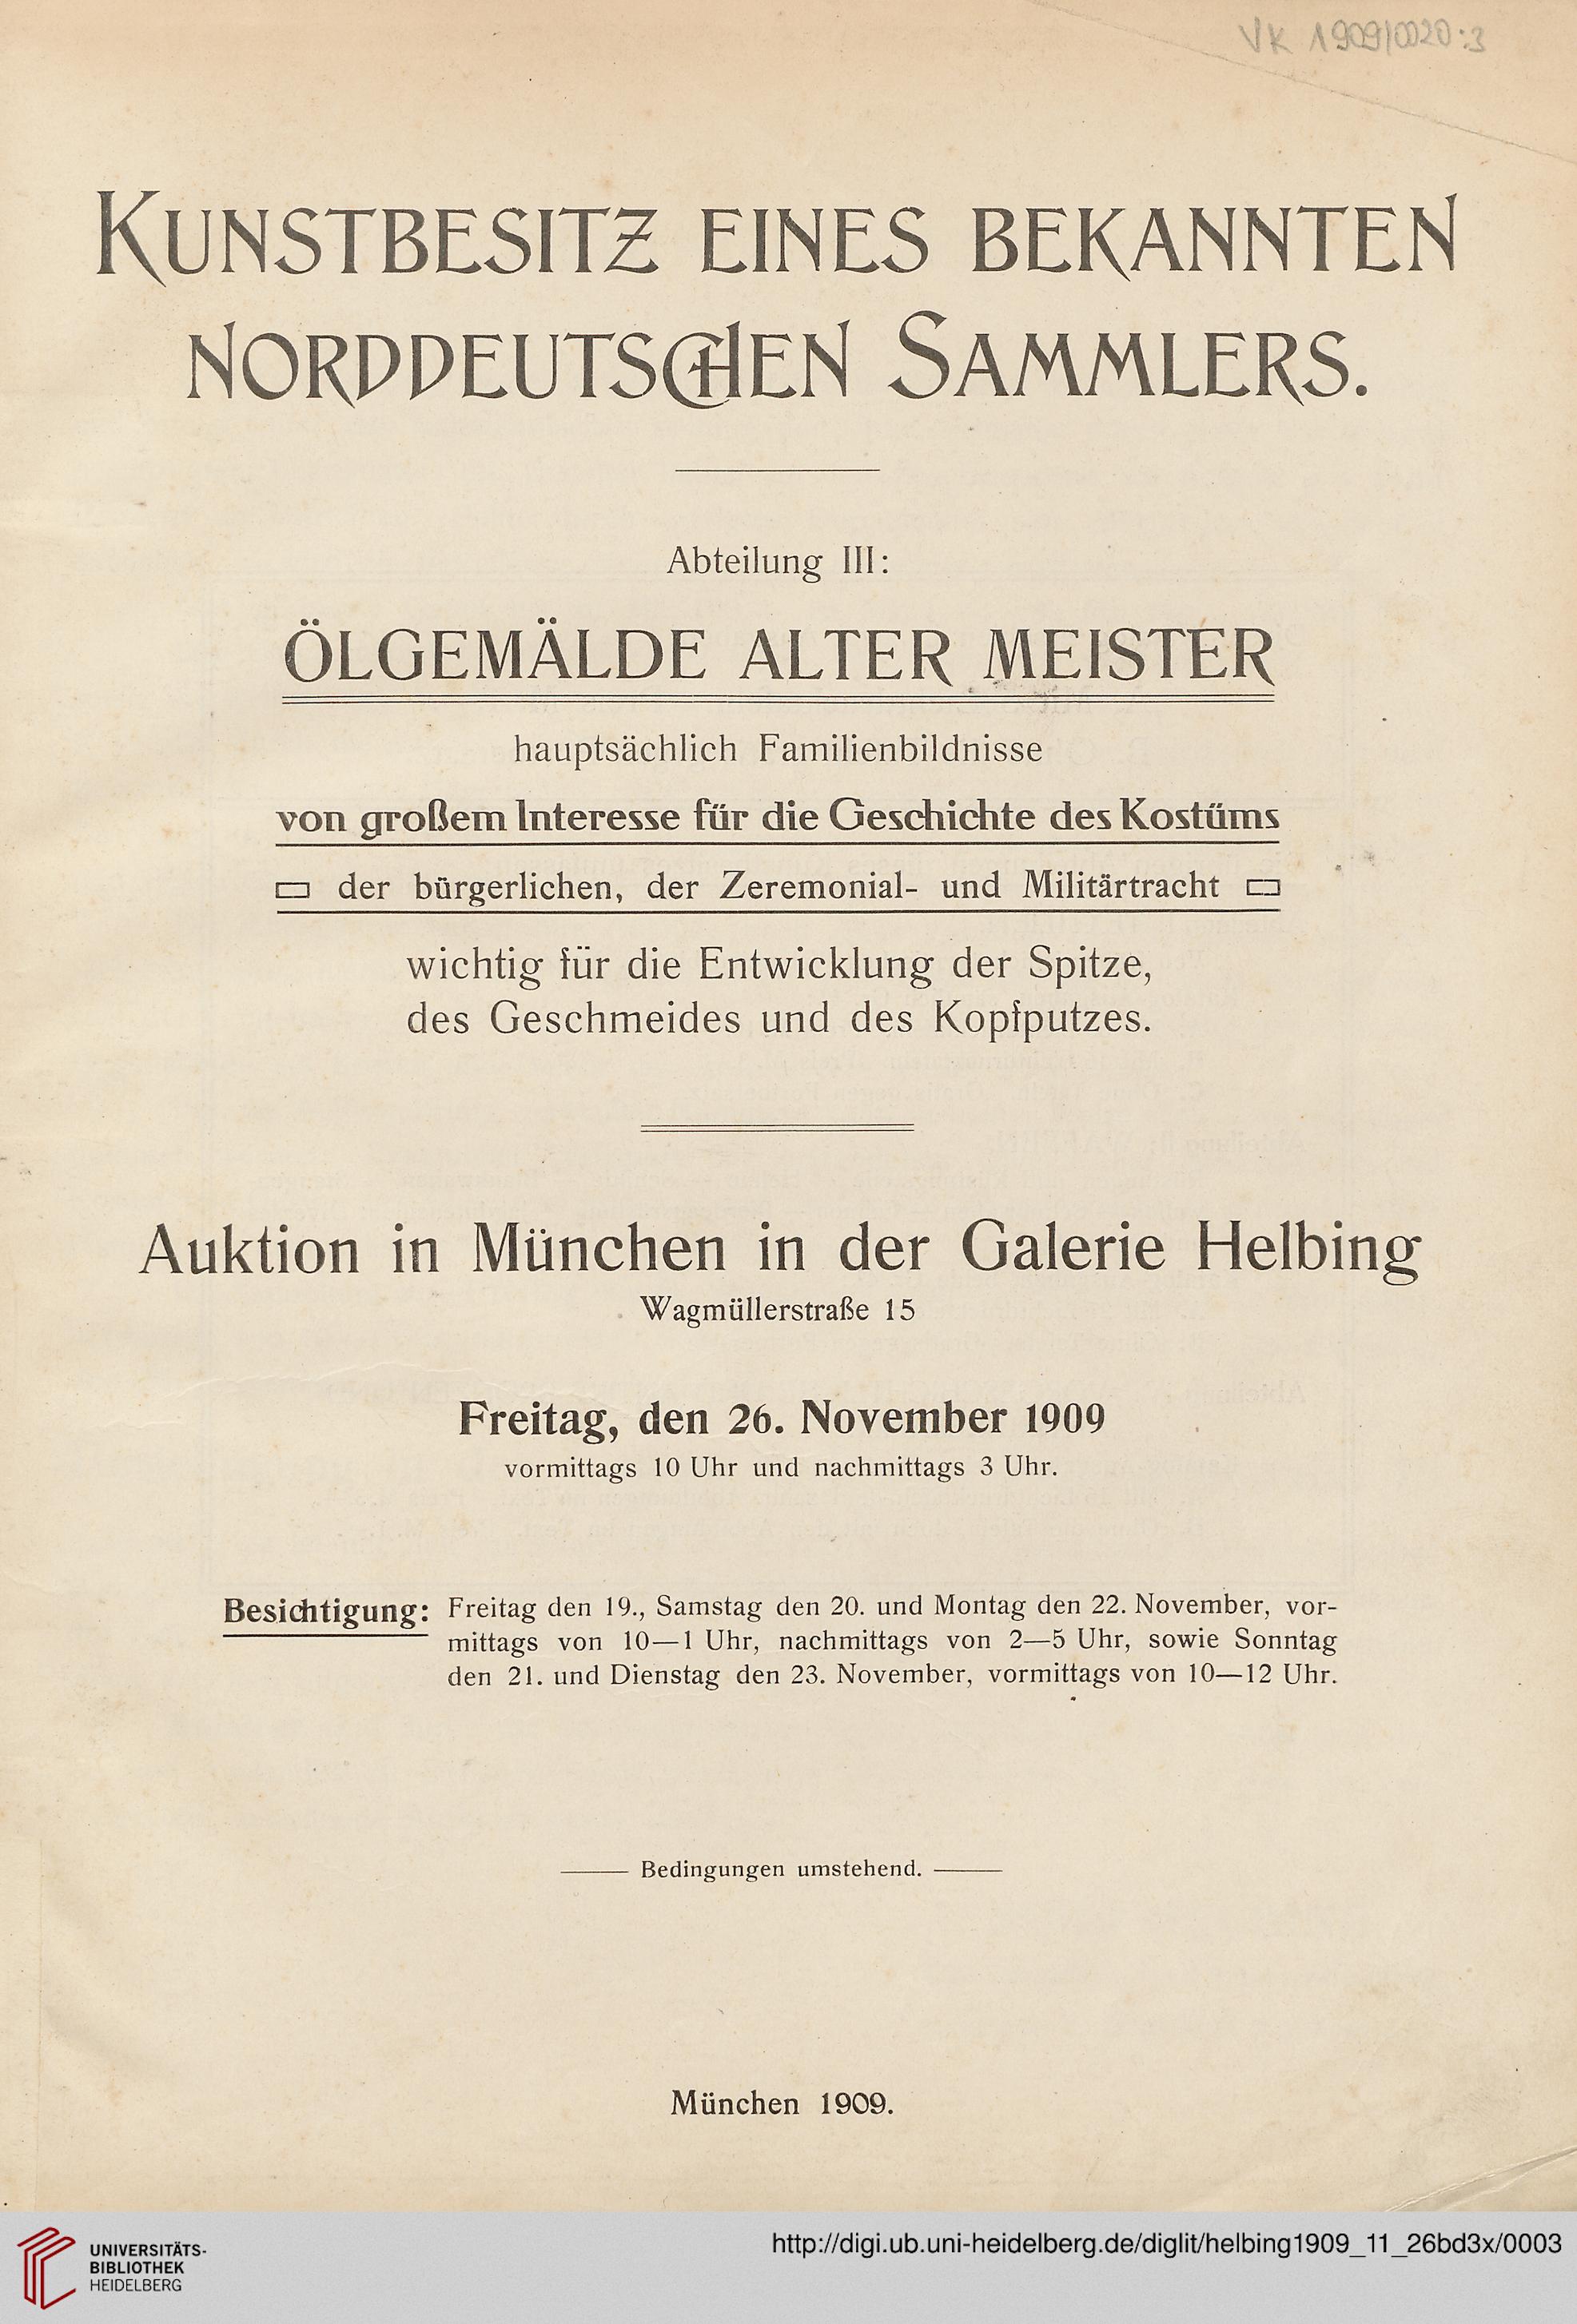 VK 1909/0020:3
KUNSTBESITZ EINES BEKANNTEN
NORDDEUTSCHEN SAMMLERS.
Abteilung III:
ÖLGEMÄLDE ALTER MEISTER
hauptsächlich Familienbildnisse
von großem Interesse für die Geschichte des Kostüms
der bürgerlichen, der Zeremonial- und Militärtracht
wichtig für die Entwicklung der Spitze,
des Geschmeides und des Kopfputzes.
Auktion in München in der Galerie Helbing
Wagmüllerstraße 15
Freitag, den 26. November 1909
vormittags 10 Uhr und nachmittags 3 Uhr.
Besichtigung: Freitag den 19., Samstag den 20. und Montag den 22. November, vor-
mittags von 10—1 Uhr, nachmittags von 2—5 Uhr, sowie Sonntag
den 21. und Dienstag den 23. November, vormittags von 10—12 Uhr.
Bedingungen umstehend.
München 1909.
UNIVERSITÄTS-
BIBLIOTHEK
HEIDELBERG
http://digi.ub.uni-heidelberg.de/diglit/helbing1909_11_26bd3x/0003